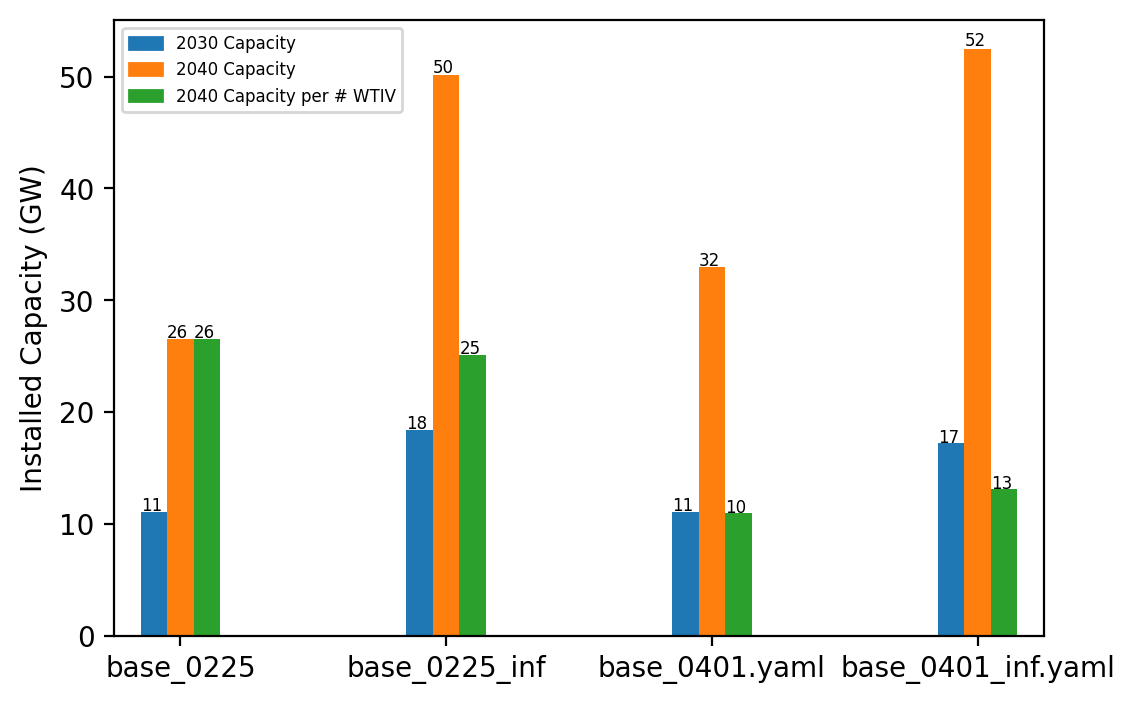 2030 Capacity
2040 Capacity
2040 Capacity per # WTIV
Installed Capacity (GW)
50
40
30
20
10
0
11
26
26
18
50
25
11
32
10
17
52
13
base_0225
base_0225_inf
base_0401.yaml
base_0401_inf.yaml